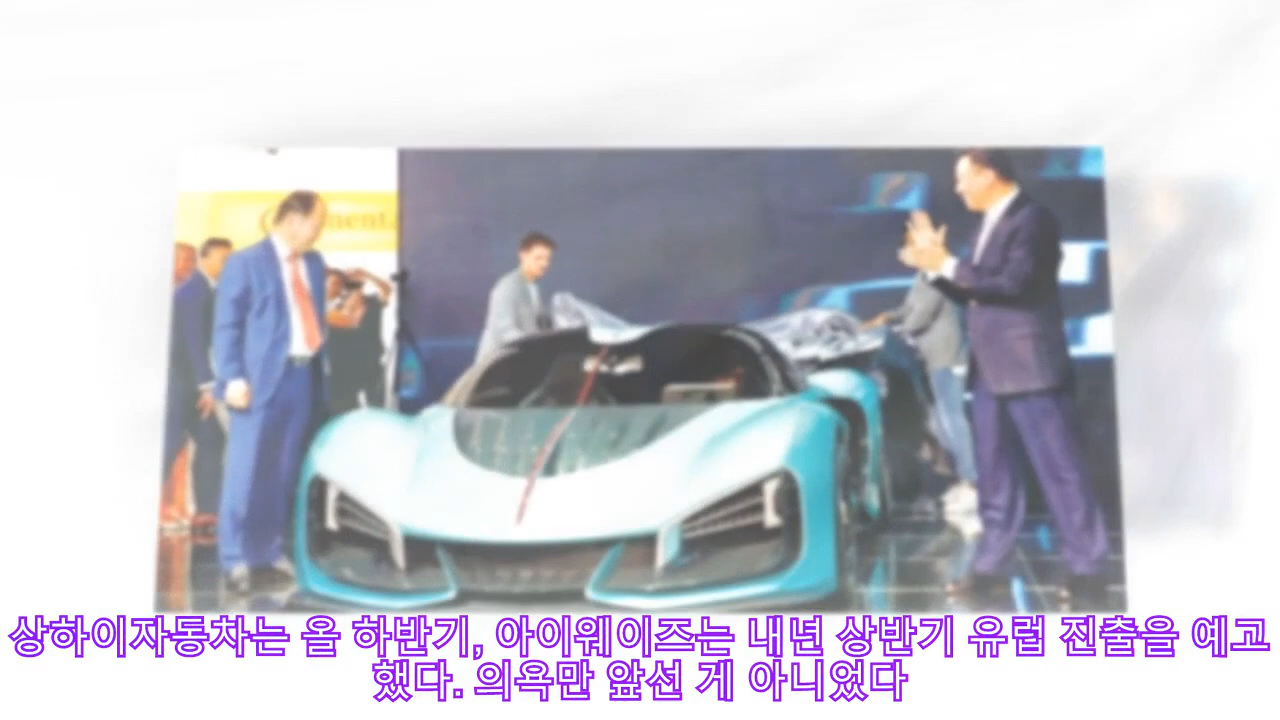 상하이자동차는 올 하반기, 아이웨이즈는 내년 상반기 유럽 진출을 예고
했다. 의욕만 앞선 게 아니었다